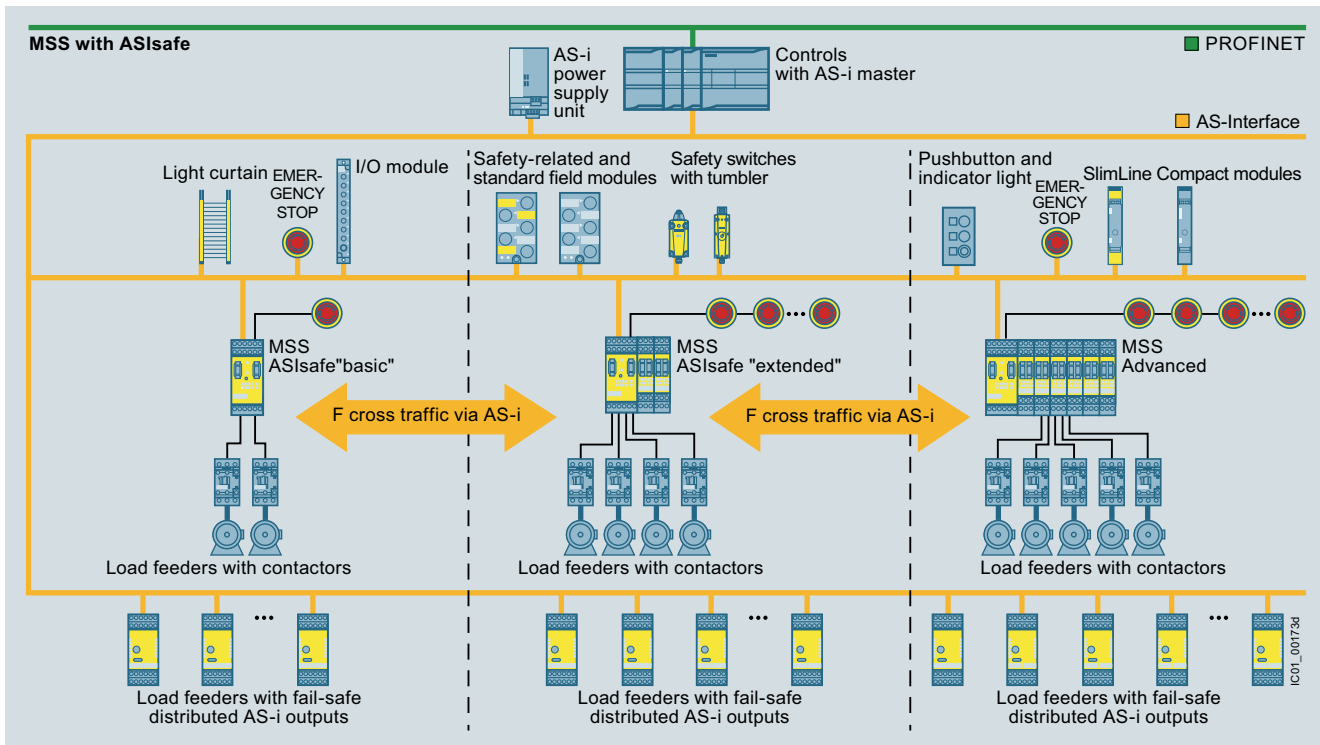 MSS with ASIsafe
PROFINET
AS-i
power
supply
unit
Controls
with AS-i master
AS-Interface
Light curtain
EMER-
GENCY
STOP
I/O module
Safety-related and
standard field modules
Safety switches
with tumbler
Pushbutton and
indicator light
EMER-
GENCY
STOP
SlimLine Compact modules
MSS
ASIsafe"basic"
MSS
ASIsafe "extended"
MSS
Advanced
F cross traffic via AS-i
F cross traffic via AS-i
Load feeders with contactors
Load feeders with contactors
Load feeders with contactors
Load feeders with fail-safe
distributed AS-i outputs
Load feeders with fail-safe
distributed AS-i outputs
Load feeders with fail-safe
distributed AS-i outputs
IC01_00173d